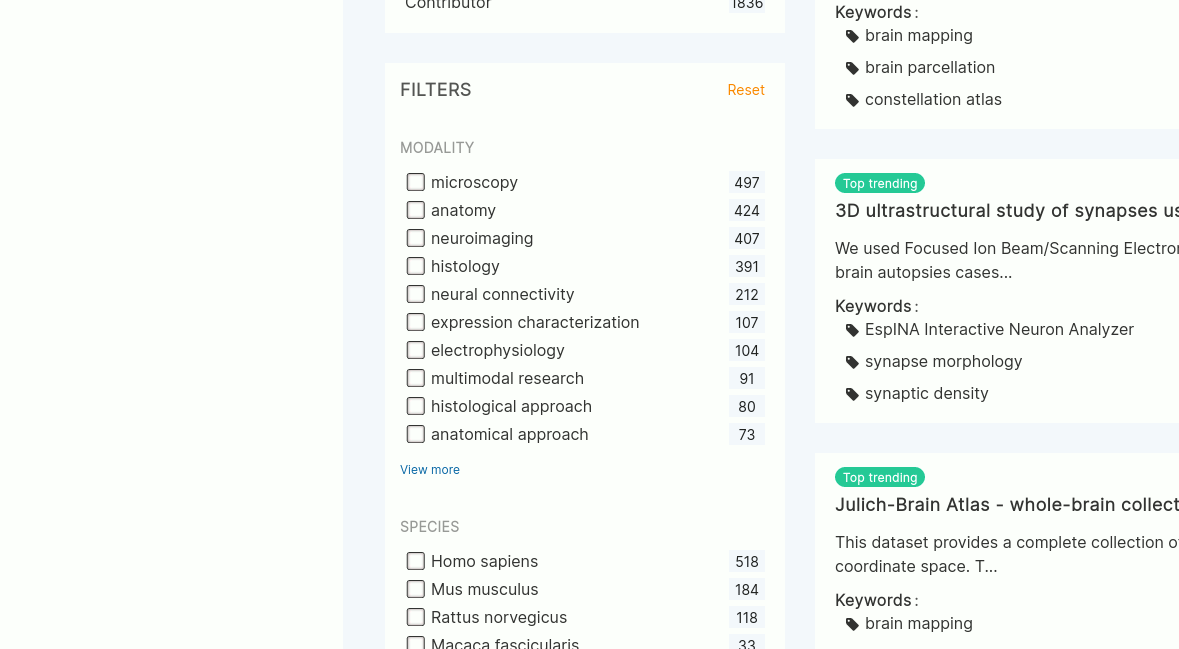 Contributor 1836
FILTERS Reset
MODALITY
microscopy 497
anatomy 424
neuroimaging 407
histology 391
neural connectivity 212
expression characterization 107
electrophysiology 104
multimodal research 91
histological approach 80
anatomical approach 73
View more
SPECIES
Homo sapiens 518
Mus musculus 184
Rattus norvegicus 118
Macaca fascicularis 33
Keywords :
brain mapping
brain parcellation
constellation atlas
Top trending
3D ultrastructural study of synapses us
We used Focused Ion Beam/Scanning Electron
brain autopsies cases...
Keywords :
EspINA Interactive Neuron Analyzer
synapse morphology
synaptic density
Top trending
Julich-Brain Atlas - whole-brain collect
This dataset provides a complete collection o
coordinate space. T...
Keywords :
brain mapping